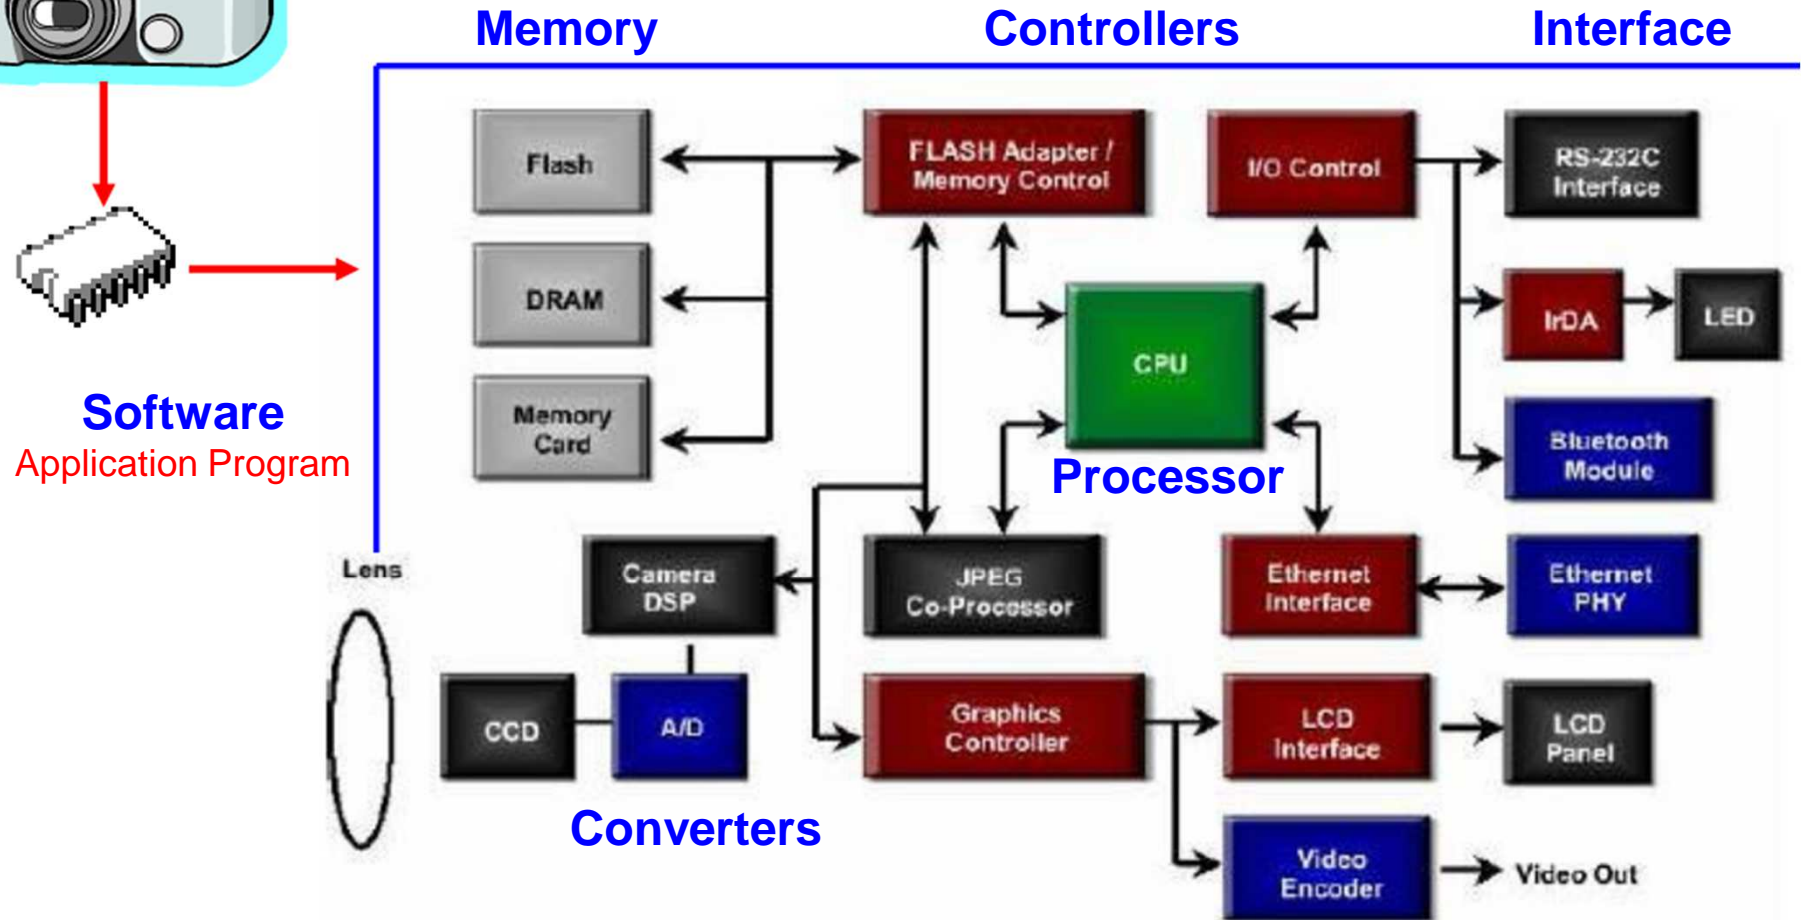 Memory
Controllers
Interface
Flash
FLASH Adapter /
Memory Control
I/O Control
RS-232C
Interface
DRAM
CPU
IrDA
LED
Memory
Card
Software
Application Program
Processor
Bluetooth
Module
Lens
Camera
DSP
JPEG
Co-Processor
Ethernet
Interface
Ethernet
PHY
CCD
A/D
Graphics
Controller
LCD
Interface
LCD
Panel
Converters
Video
Encoder
Video Out